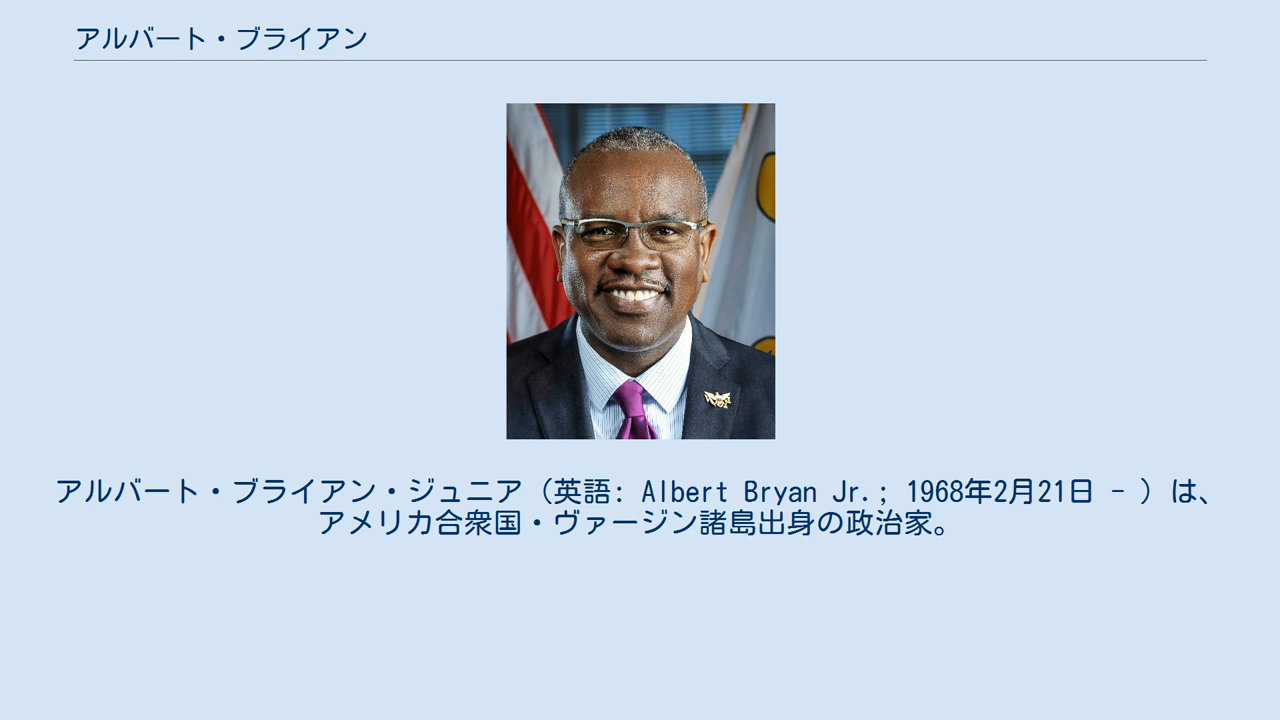 アルバート・ブライアン
アルバート・ブライアン・ジュニア（英語: Albert Bryan Jr.; 1968年2月21日 - ）は、
アメリカ合衆国・ヴァージン諸島出身の政治家。